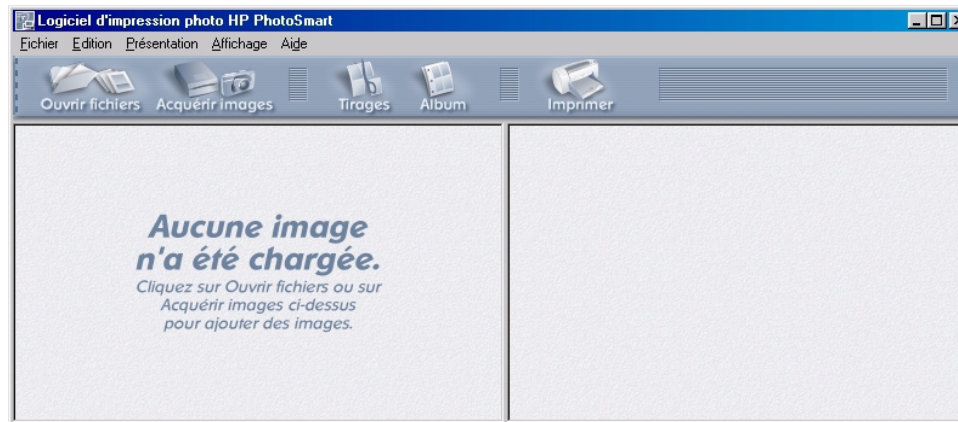 Logiciel d'impression photo HP PhotoSmart
Fichier Edition Présentation Affichage Aide
Ouvrir fichiers Acquérir images Tirages Album Imprimer
Aucune image
n'a été chargée.
Cliquez sur Ouvrir fichiers ou sur
Acquérir images ci-dessus
pour ajouter des images.